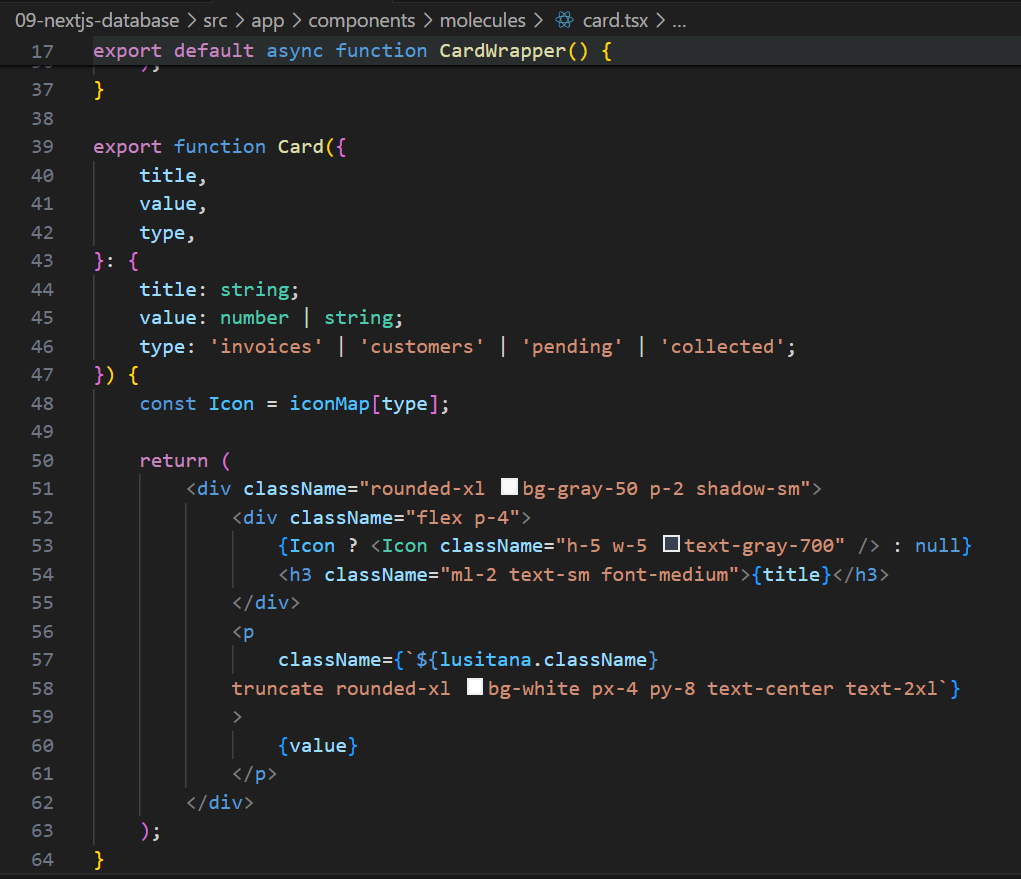 09-nextjs-database > src > app > components > molecules > card.tsx > ...
17 export default async function CardWrapper() {
37 }
38
39 export function Card({
40     title,
41     value,
42     type,
43 }: {
44     title: string;
45     value: number | string;
46     type: 'invoices' | 'customers' | 'pending' | 'collected';
47 }) {
48     const Icon = iconMap[type];
49
50     return (
51         <div className="rounded-xl bg-gray-50 p-2 shadow-sm">
52             <div className="flex p-4">
53                 {Icon ? <Icon className="h-5 w-5 text-gray-700" /> : null}
54                 <h3 className="ml-2 text-sm font-medium">{title}</h3>
55             </div>
56             <p
57                 className={`${lusitana.className}
58             truncate rounded-xl bg-white px-4 py-8 text-center text-2xl`}
59             >
60                 {value}
61             </p>
62         </div>
63     );
64 }